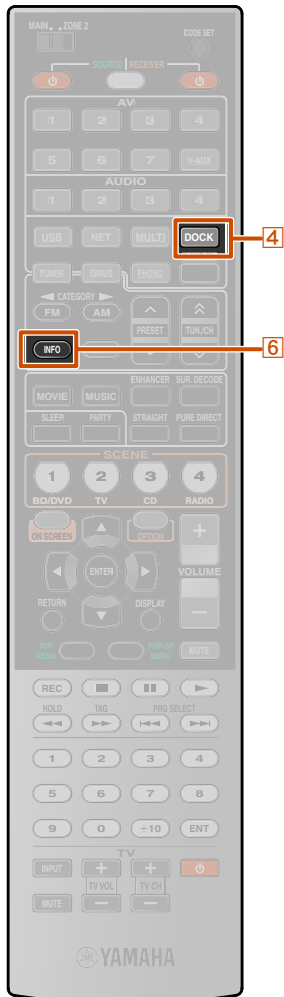 MAIN ZONE 2
CODE SET
SOURCE RECEIVER
AV
1 2 3 4
5 6 7 V-AUX
AUDIO
1 2 3 4
USB NET MULTI DOCK 4
TUNER SIRIUS PHONO
CATEGORY
FM AM PRESET TUN./CH
INFO 6
ENHANCER SUR. DECODE
MOVIE MUSIC
SLEEP PARTY STRAIGHT PURE DIRECT
SCENE
1 2 3 4
BD/DVD TV CD RADIO
ON SCREEN OPTION
ENTER VOLUME
RETURN DISPLAY
TOP MENU POP-UP MENU MUTE
REC
HOLD TAG PRG SELECT
1 2 3 4
5 6 7 8
9 0 +10 ENT
TV
INPUT TV VOL TV CH
MUTE
YAMAHA